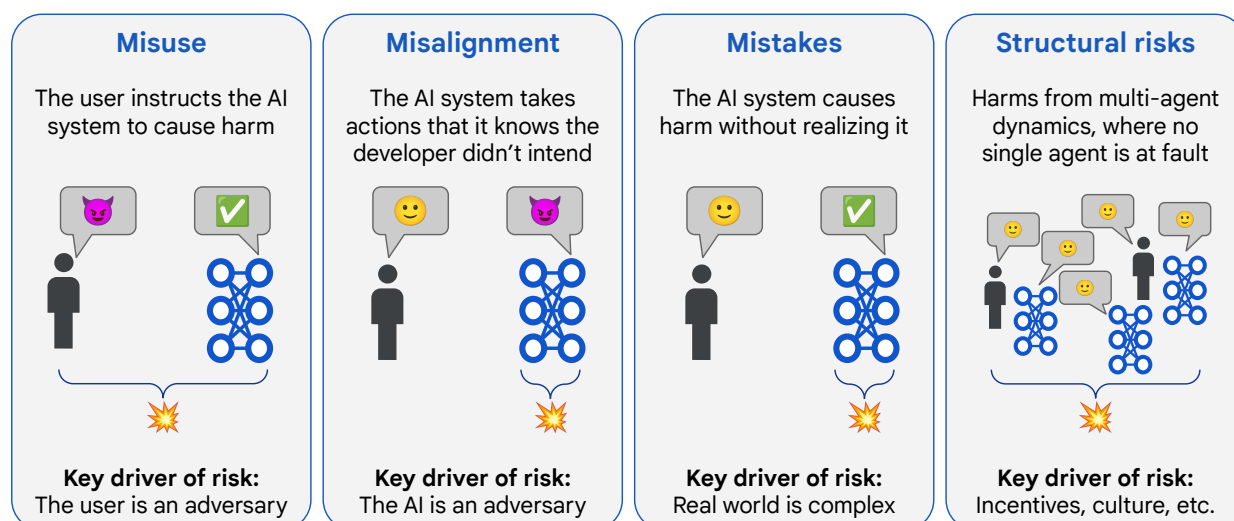 Misuse
The user instructs the AI
system to cause harm
Key driver of risk:
The user is an adversary
Misalignment
The AI system takes
actions that it knows the
developer didn’t intend
Key driver of risk:
The AI is an adversary
Mistakes
The AI system causes
harm without realizing it
Key driver of risk:
Real world is complex
Structural risks
Harms from multi-agent
dynamics, where no
single agent is at fault
Key driver of risk:
Incentives, culture, etc.